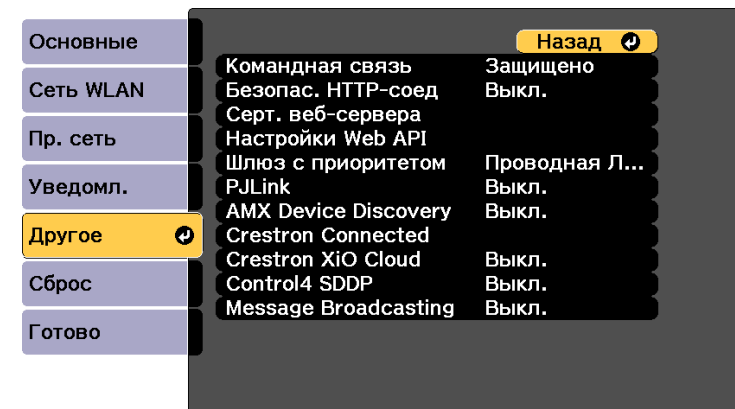 Основные
Сеть WLAN
Пр. сеть
Уведомл.
Другое
Сброс
Готово
Назад
Командная связь Защищено
Безопас. HTTP-соед Выкл.
Серт. веб-сервера
Настройки Web API
Шлюз с приоритетом Проводная Л...
PJLink Выкл.
AMX Device Discovery Выкл.
Crestron Connected
Crestron XiO Cloud Выкл.
Control4 SDDP Выкл.
Message Broadcasting Выкл.